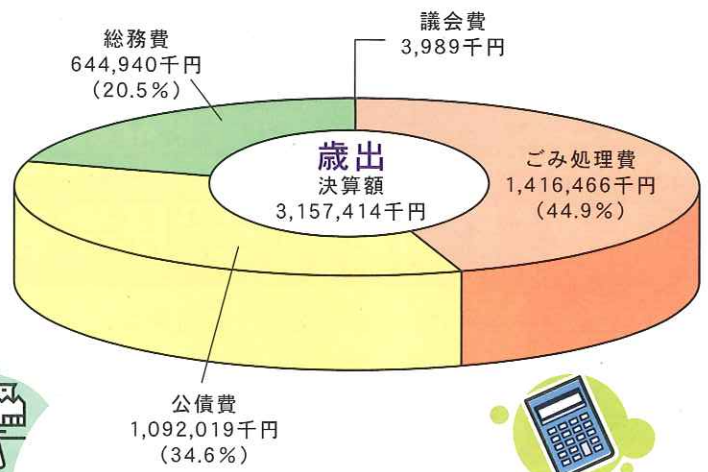 議会費
3,989千円
総務費
644,940千円
(20.5%)
歳出
決算額
3,157,414千円
ごみ処理費
1,416,466千円
(44.9%)
公債費
1,092,019千円
(34.6%)